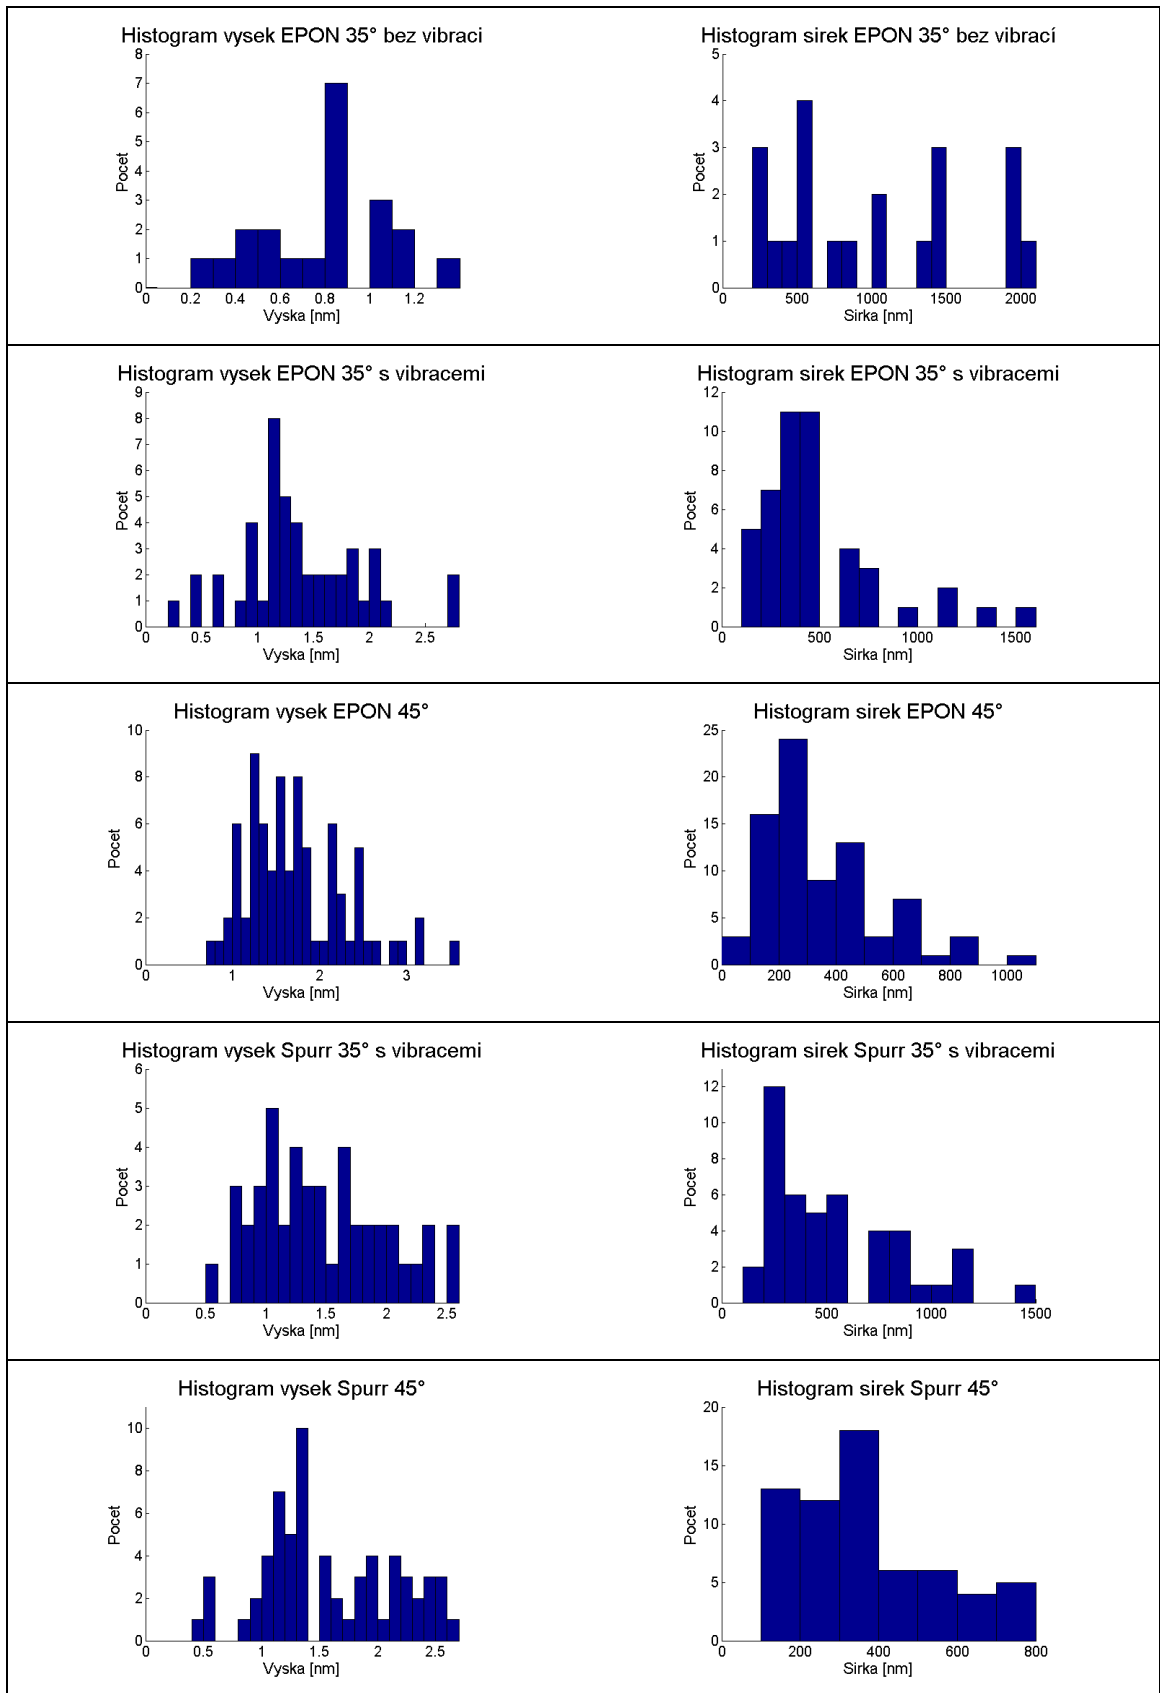 Histogram vysek EPON 35° bez vibraci
8
7
6
5
4
3
2
1
0
Pocet
0 0.2 0.4 0.6 0.8 1 1.2
Vyska [nm]
Histogram sirek EPON 35° bez vibrací
5
4
3
2
1
0
Pocet
0 500 1000 1500 2000
Sirka [nm]
Histogram vysek EPON 35° s vibracemi
9
8
7
6
5
4
3
2
1
0
Pocet
0 0.5 1 1.5 2 2.5
Vyska [nm]
Histogram sirek EPON 35° s vibracemi
12
10
8
6
4
2
0
Pocet
0 500 1000 1500
Sirka [nm]
Histogram vysek EPON 45°
10
8
6
4
2
0
Pocet
0 1 2 3
Vyska [nm]
Histogram sirek EPON 45°
25
20
15
10
5
0
Pocet
0 200 400 600 800 1000
Sirka [nm]
Histogram vysek Spurr 35° s vibracemi
6
5
4
3
2
1
0
Pocet
0 0.5 1 1.5 2 2.5
Vyska [nm]
Histogram sirek Spurr 35° s vibracemi
12
10
8
6
4
2
0
Pocet
0 500 1000 1500
Sirka [nm]
Histogram vysek Spurr 45°
10
8
6
4
2
0
Pocet
0 0.5 1 1.5 2 2.5
Vyska [nm]
Histogram sirek Spurr 45°
20
15
10
5
0
Pocet
200 400 600 800
Sirka [nm]